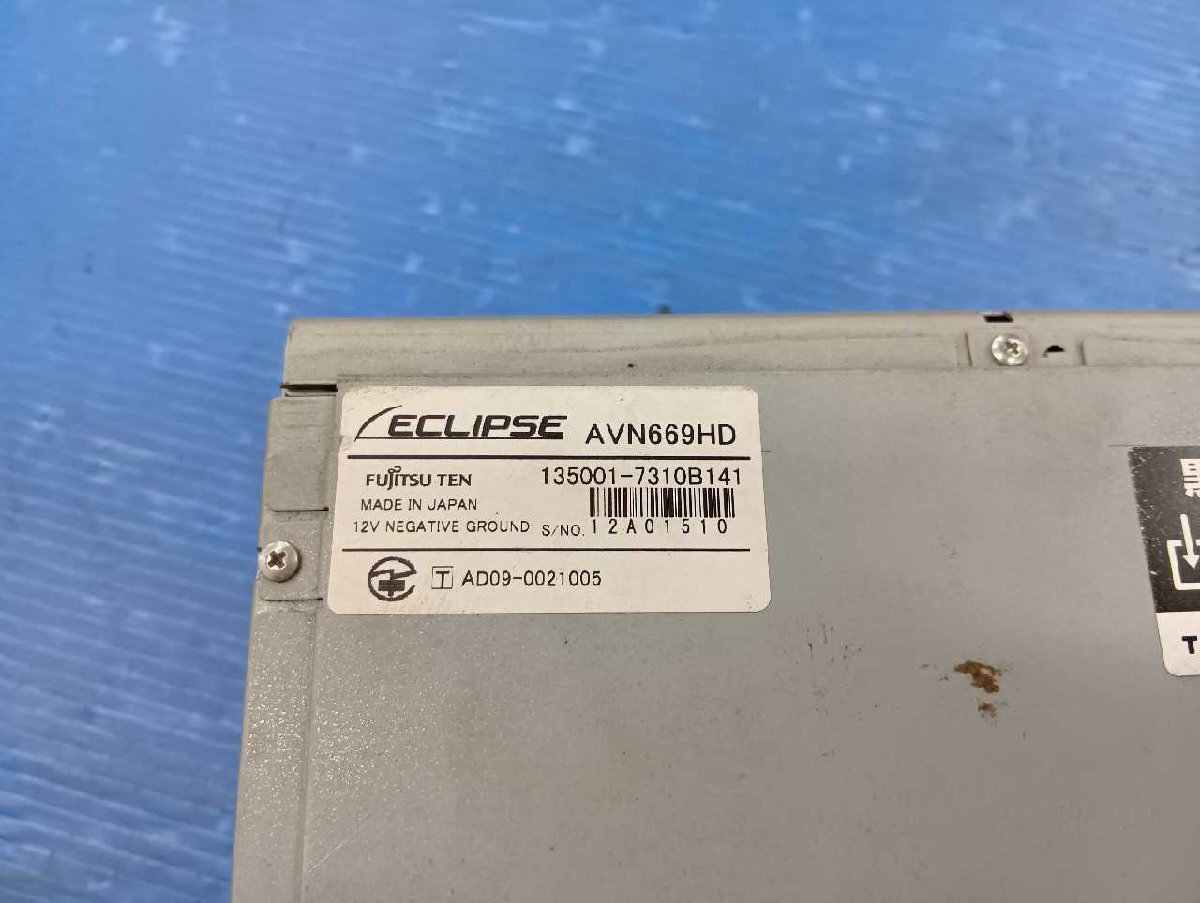 ECLIPSE AVN669HD
FUJITSU TEN 135001-7310B141
MADE IN JAPAN
12V NEGATIVE GROUND S/NO. 12A01510
T AD09-0021005
T